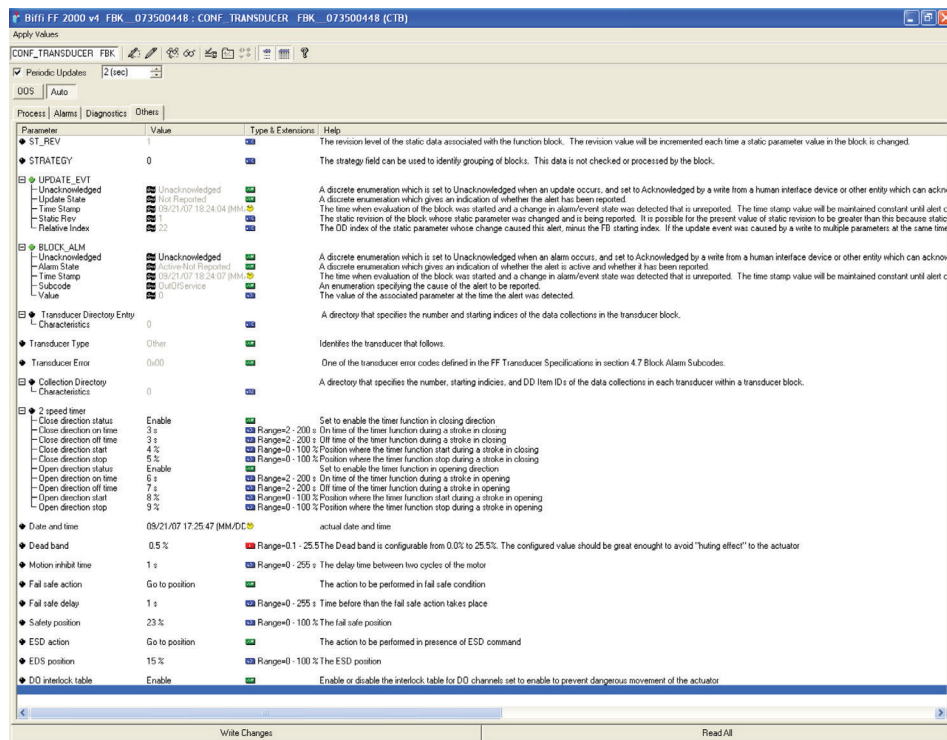 Biffi FF 2000 v4 FBK__073500448 : CONF_TRANSDUCER FBK__073500448 (CTB)
Apply Values
CONF_TRANSDUCER FBK
Periodic Updates 2 (sec)
OOS Auto
Process Alarms Diagnostics Others
Parameter Value Type & Extensions Help
ST_REV 1 The revision level of the static data associated with the function block. The revision value will be incremented each time a static parameter value in the block is changed.
STRATEGY 0 The strategy field can be used to identify grouping of blocks. This data is not checked or processed by the block.
UPDATE_EVT
Unacknowledged Unacknowledged A discrete enumeration which is set to Unacknowledged when an update occurs, and set to Acknowledged by a write from a human interface device or other entity which can ackn
Update State Not Reported A discrete enumeration which gives an indication of whether the alert has been reported.
Time Stamp 09/21/07 18:24:04 (MM/ The time when evaluation of the block was started and a change in alarm/event state was detected that is unreported. The time stamp value will be maintained constant until alert c
Static Rev 1 The static revision of the block whose static parameter was changed and is being reported. It is possible for the present value of static revision to be greater than this because static
Relative Index 22 The OD index of the static parameter whose change caused this alert, minus the FB starting index. If the update event was caused by a write to multiple parameters at the same time
BLOCK_ALM
Unacknowledged Unacknowledged A discrete enumeration which is set to Unacknowledged when an alarm occurs, and set to Acknowledged by a write from a human interface device or other entity which can acknow
Alarm State Active-Not Reported A discrete enumeration which gives an indication of whether the alert is active and whether it has been reported.
Time Stamp 09/21/07 18:24:07 (MM/ The time when evaluation of the block was started and a change in alarm/event state was detected that is unreported. The time stamp value will be maintained constant until alert c
Subcode OutOfService An enumeration specifying the cause of the alert to be reported.
Value 0 The value of the associated parameter at the time the alert was detected.
Transducer Directory Entry A directory that specifies the number and starting indices of the data collections in the transducer block.
Characteristics 0
Transducer Type Other Identifes the transducer that follows.
Transducer Error 0x00 One of the transducer error codes defined in the FF Transducer Specifications in section 4.7 Block Alarm Subcodes.
Collection Directory A directory that specifies the number, starting indicies, and DD Item IDs of the data collections in each transducer within a transducer block.
Characteristics 0
2 speed timer
Close direction status Enable Set to enable the timer function in closing direction
Close direction on time 3 s Range=2 - 200 s On time of the timer function during a stroke in closing
Close direction off time 3 s Range=2 - 200 s Off time of the timer function during a stroke in closing
Close direction start 4 % Range=0 - 100 % Position where the timer function start during a stroke in closing
Close direction stop 5 % Range=0 - 100 % Position where the timer function stop during a stroke in closing
Open direction status Enable Set to enable the timer function in opening direction
Open direction on time 6 s Range=2 - 200 s On time of the timer function during a stroke in opening
Open direction off time 7 s Range=2 - 200 s Off time of the timer function during a stroke in opening
Open direction start 8 % Range=0 - 100 % Position where the timer function start during a stroke in opening
Open direction stop 9 % Range=0 - 100 % Position where the timer function stop during a stroke in opening
Date and time 09/21/07 17:25:47 (MM/DD actual date and time
Dead band 0.5 % Range=0.1 - 25.5 The Dead band is configurable from 0.0% to 25.5%. The configured value should be great enought to avoid "huting effect" to the actuator
Motion inhibit time 1 s Range=0 - 255 s The delay time between two cycles of the motor
Fail safe action Go to position The action to be performed in fail safe condition
Fail safe delay 1 s Range=0 - 255 s Time before than the fail safe action takes place
Safety position 23 % Range=0 - 100 % The fail safe position
ESD action Go to position The action to be performed in presence of ESD command
EDS position 15 % Range=0 - 100 % The ESD position
DO interlock table Enable Enable or disable the interlock table for DO channels set to enable to prevent dangerous movement of the actuator
Write Changes Read All